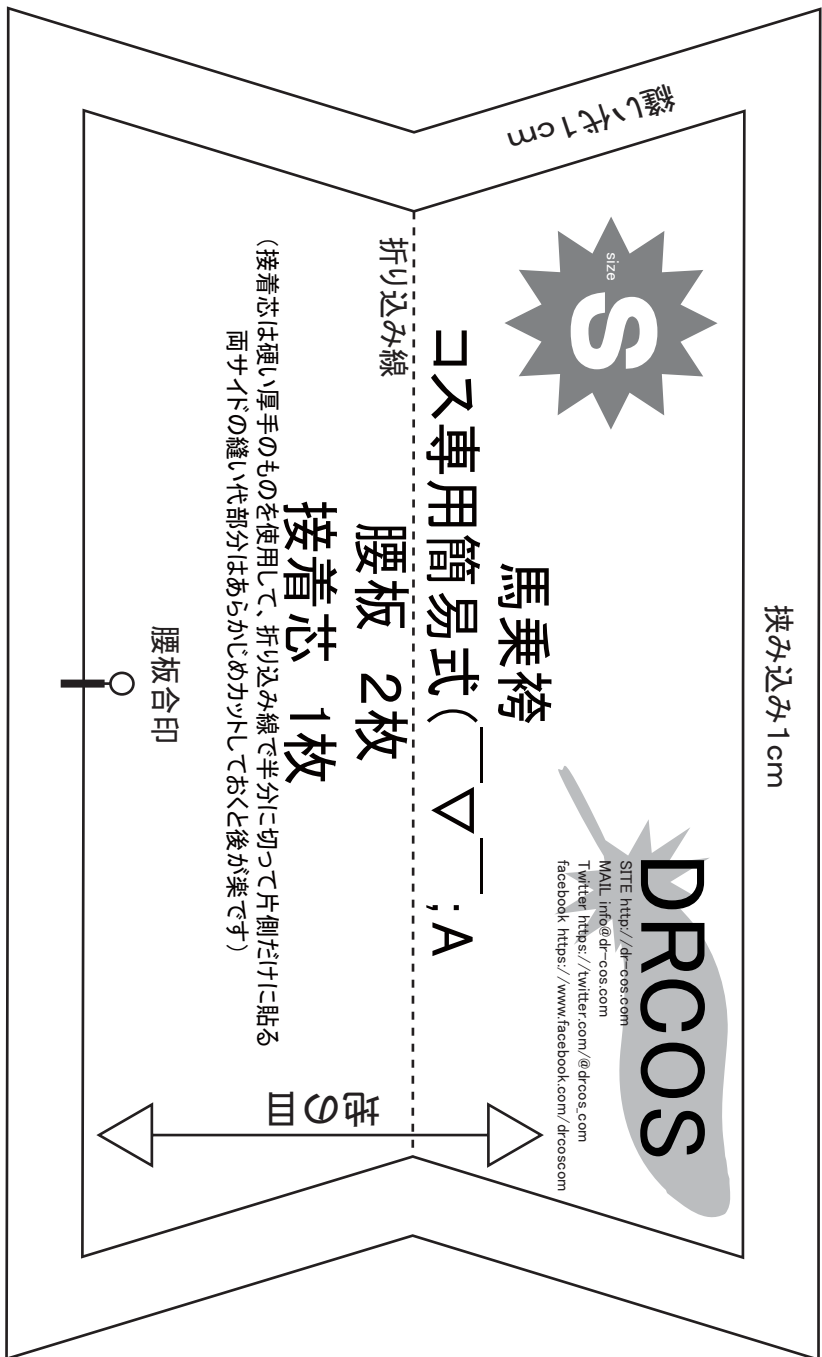 縫い代1cm
挟み込み1cm
size
S
DRCOS
SITE http://dr-cos.com
MAIL info@dr-cos.com
Twitter https://twitter.com/@drcos_com
facebook https://www.facebook.com/drcoscom
馬乗袴
コス専用簡易式(￣▽￣;A
腰板 2枚
接着芯 1枚
折り込み線
(接着芯は硬い厚手のものを使用して、折り込み線で半分に切って片側だけに貼る
両サイドの縫い代部分はあらかじめカットしておくと後が楽です)
腰板合印
地の目